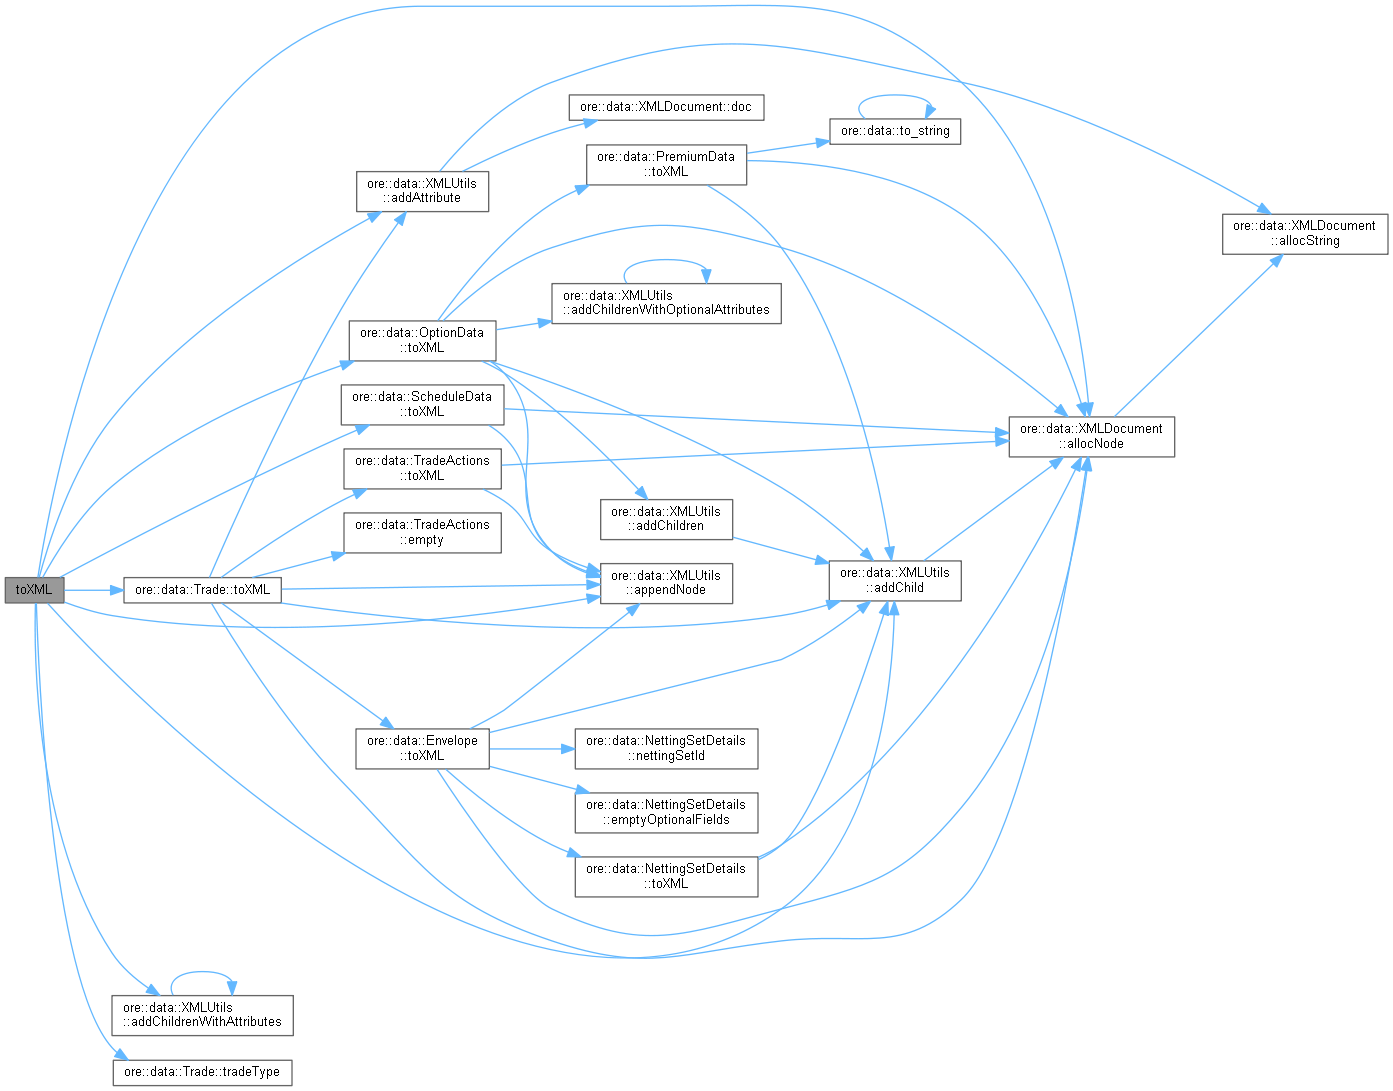 ore::data::XMLDocument::doc
ore::data::to_string
ore::data::PremiumData
::toXML
ore::data::XMLUtils
::addAttribute
ore::data::XMLDocument
::allocString
ore::data::XMLUtils
::addChildrenWithOptionalAttributes
ore::data::OptionData
::toXML
ore::data::ScheduleData
::toXML
ore::data::XMLDocument
::allocNode
ore::data::TradeActions
::toXML
ore::data::XMLUtils
::addChildren
ore::data::TradeActions
::empty
toXML
ore::data::Trade::toXML
ore::data::XMLUtils
::appendNode
ore::data::XMLUtils
::addChild
ore::data::Envelope
::toXML
ore::data::NettingSetDetails
::nettingSetId
ore::data::NettingSetDetails
::emptyOptionalFields
ore::data::NettingSetDetails
::toXML
ore::data::XMLUtils
::addChildrenWithAttributes
ore::data::Trade::tradeType